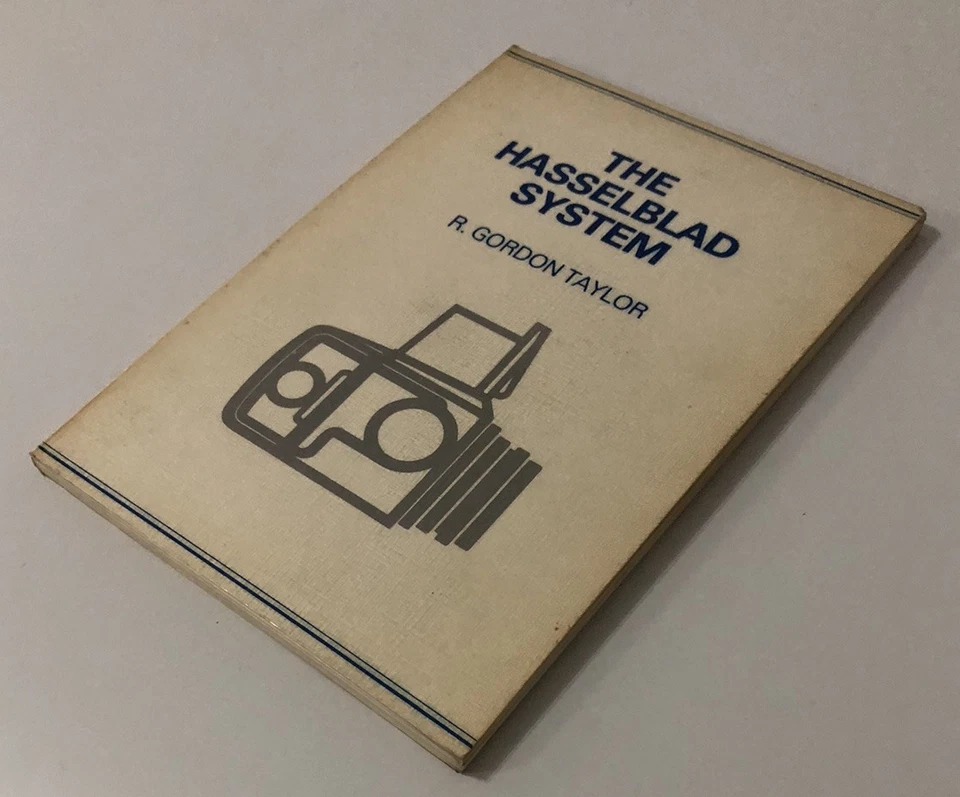 THE
HASSELBLAD
SYSTEM
R. GORDON TAYLOR